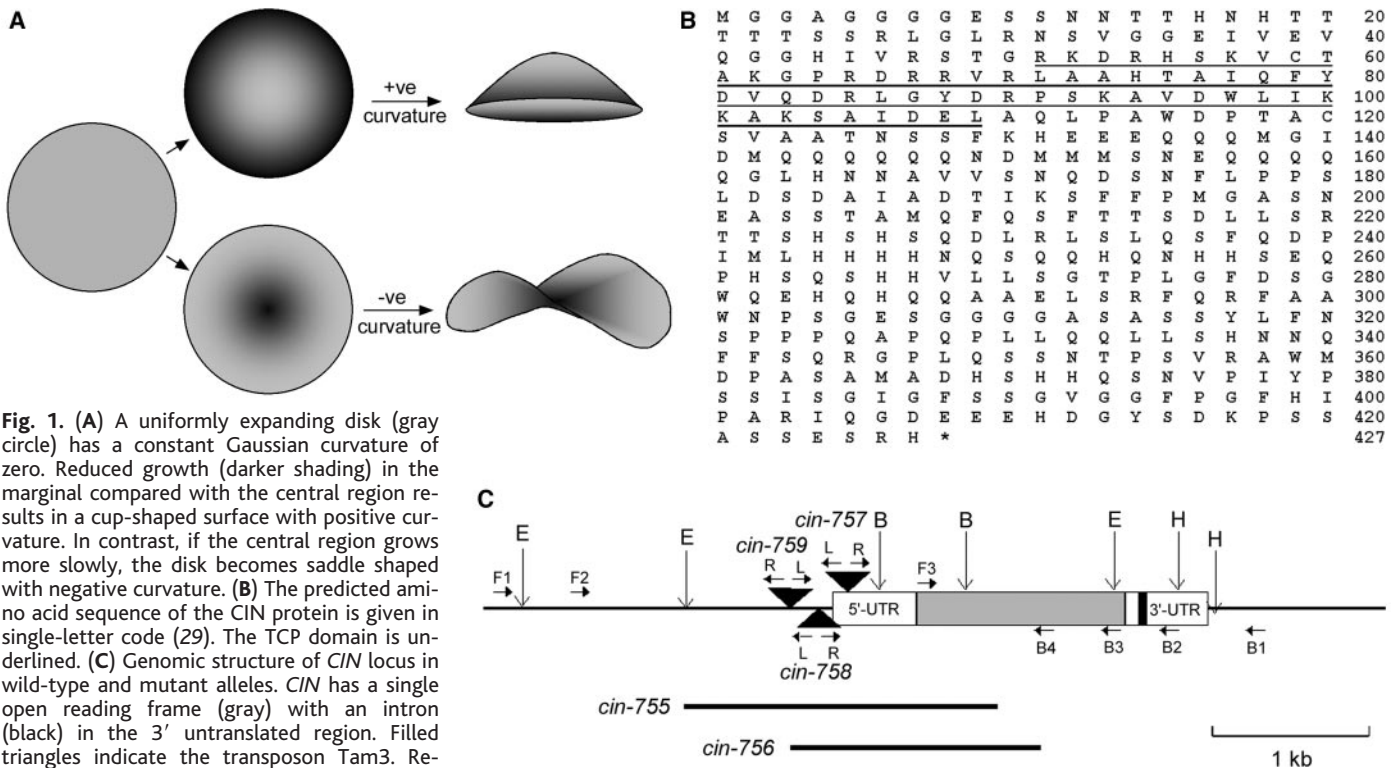 A
+ve
curvature
-ve
curvature
B
M G G A G G G G E S S N N T T H N H T T 20
T T T S S R L G L R N S V G G E I V E V 40
Q G G H I V R S T G R K D R H S K V C T 60
A K G P R D R R V R L A A H T A I Q F Y 80
D V Q D R L G Y D R P S K A V D W L I K 100
K A K S A I D E L A Q L P A W D P T A C 120
S V A A T N S S F K H E E E Q Q Q M G I 140
D M Q Q Q Q Q Q N D M M M S N E Q Q Q Q 160
Q G L H N N A V V S N Q D S N F L P P S 180
L D S D A I A D T I K S F F P M G A S N 200
E A S S T A M Q F Q S F T T S D L L S R 220
T T S H S H S Q D L R L S L Q S F Q D P 240
I M L H H H H N Q S Q Q H Q N H H S E Q 260
P H S Q S H H V L L S G T P L G F D S G 280
W Q E H Q H Q Q A A E L S R F Q R F A A 300
W N P S G E S G G G G A S A S S Y L F N 320
S P P P Q A P Q P L L Q Q L L S H N N Q 340
F F S Q R G P L Q S S N T P S V R A W M 360
D P A S A M A D H S H H Q S N V P I Y P 380
S S I S G I G F S S G V G G F P G F H I 400
P A R I Q G D E E E H D G Y S D K P S S 420
A S S E S R H * 427
Fig. 1. (A) A uniformly expanding disk (gray
circle) has a constant Gaussian curvature of
zero. Reduced growth (darker shading) in the
marginal compared with the central region re-
sults in a cup-shaped surface with positive cur-
vature. In contrast, if the central region grows
more slowly, the disk becomes saddle shaped
with negative curvature. (B) The predicted ami-
no acid sequence of the CIN protein is given in
single-letter code (29). The TCP domain is un-
derlined. (C) Genomic structure of CIN locus in
wild-type and mutant alleles. CIN has a single
open reading frame (gray) with an intron
(black) in the 3′ untranslated region. Filled
triangles indicate the transposon Tam3. Re-
C
cin-757 B B E H
E E cin-759 L R H
F1 F2 R L F3
5'-UTR 3'-UTR
L R B4 B3 B2 B1
cin-758
cin-755
cin-756
1 kb